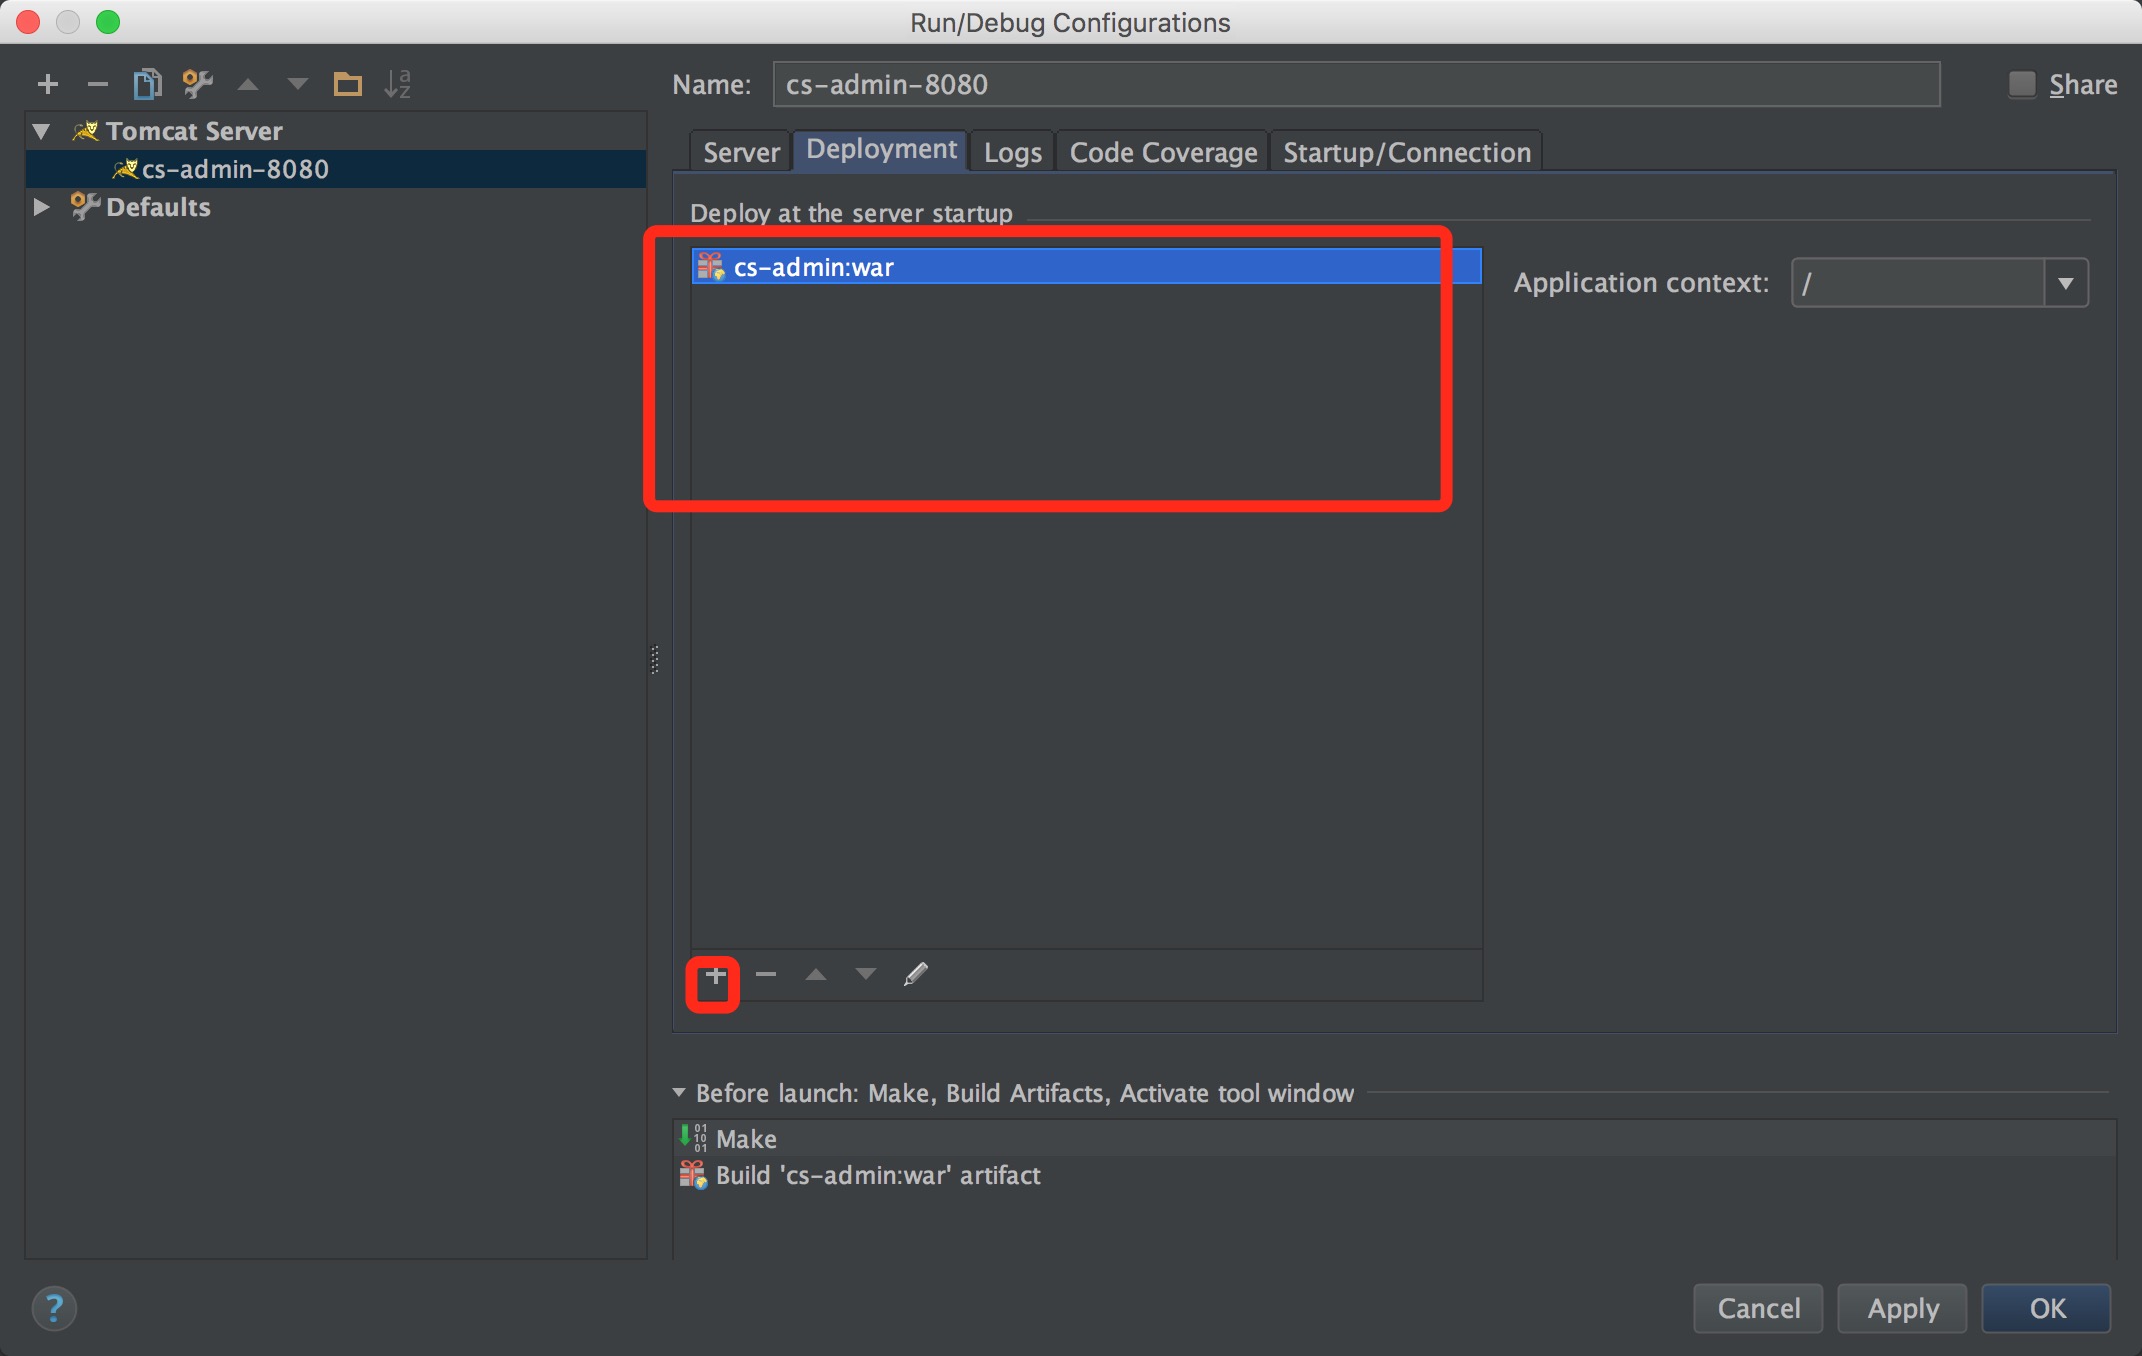 Run/Debug Configurations
Name: cs-admin-8080 Share
Tomcat Server
cs-admin-8080
Defaults
Server Deployment Logs Code Coverage Startup/Connection
Deploy at the server startup
cs-admin:war
Application context: /
Before launch: Make, Build Artifacts, Activate tool window
Make
Build 'cs-admin:war' artifact
? Cancel Apply OK